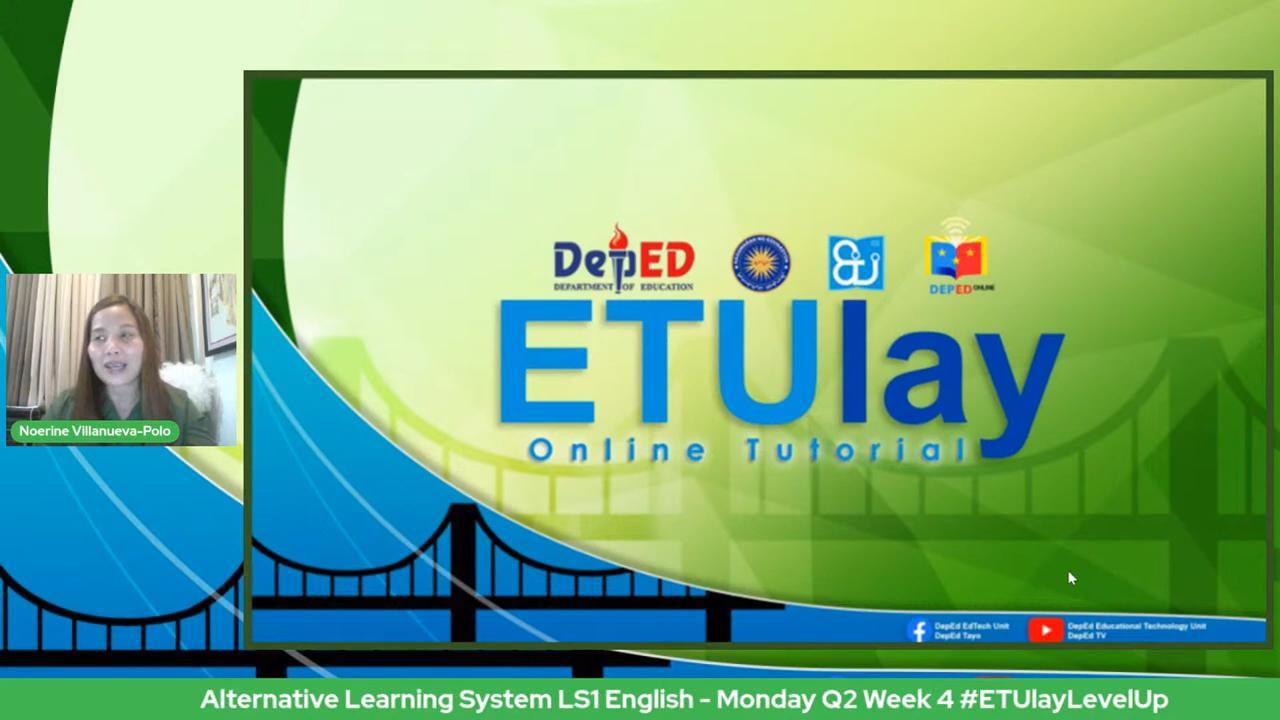 DepED
DEPARTMENT OF EDUCATION
DEPED ONLINE
ETUlay
Online Tutorial
Noerine Villanueva-Polo
DepEd EdTech Unit
DepEd Tayo
DepEd Educational Technology Unit
DepEd TV
Alternative Learning System LS1 English - Monday Q2 Week 4 #ETUlayLevelUp